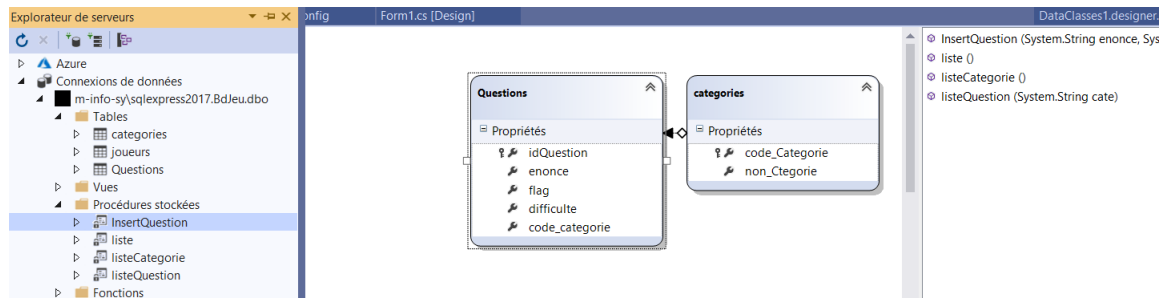 Explorateur de serveurs
Azure
Connexions de données
m-info-sy\sqlexpress2017.BdJeu.dbo
Tables
categories
joueurs
Questions
Vues
Procédures stockées
InsertQuestion
liste
listeCategorie
listeQuestion
Fonctions
Form1.cs [Design]
DataClasses1.designer.
Questions
Propriétés
idQuestion
enonce
flag
difficulte
code_categorie
categories
Propriétés
code_Categorie
non_Ctegorie
InsertQuestion (System.String enonce, Sys
liste ()
listeCategorie ()
listeQuestion (System.String cate)